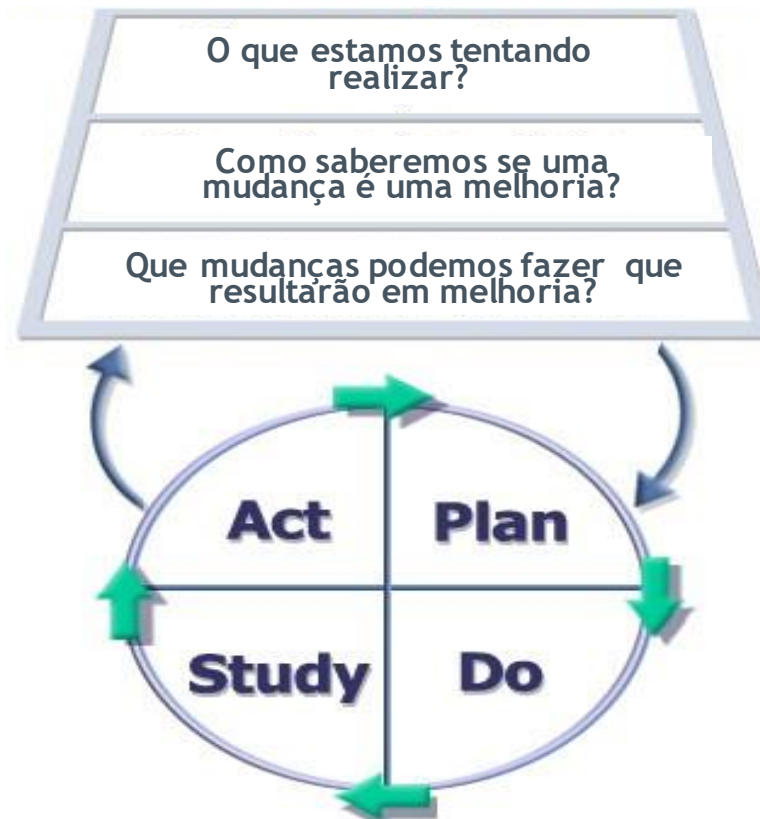 O que estamos tentando
realizar?
Como saberemos se uma
mudança é uma melhoria?
Que mudanças podemos fazer que
resultarão em melhoria?
Act Plan
Study Do